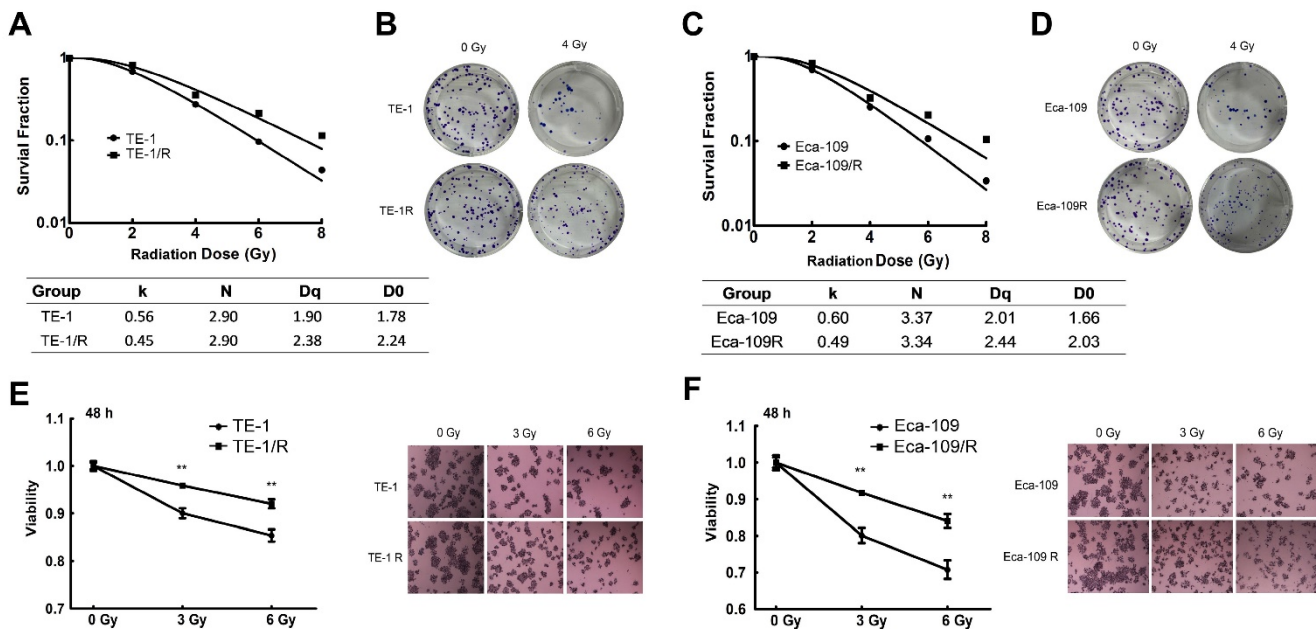 A
Survial Fraction
1
0.1
0.01
0 2 4 6 8
Radiation Dose (Gy)
TE-1
TE-1/R
Group k N Dq D0
TE-1 0.56 2.90 1.90 1.78
TE-1/R 0.45 2.90 2.38 2.24
B
0 Gy 4 Gy
TE-1
TE-1R
C
Survial Fraction
1
0.1
0.01
0 2 4 6 8
Radiation Dose (Gy)
Eca-109
Eca-109/R
Group k N Dq D0
Eca-109 0.60 3.37 2.01 1.66
Eca-109R 0.49 3.34 2.44 2.03
D
0 Gy 4 Gy
Eca-109
Eca-109R
E
48 h
TE-1
TE-1/R
Viability
1.1
1.0
0.9
0.8
0.7
**
**
0 Gy 3 Gy 6 Gy
0 Gy 3 Gy 6 Gy
TE-1
TE-1 R
F
48 h
Eca-109
Eca-109/R
Viability
1.1
1.0
0.9
0.8
0.7
0.6
**
**
0 Gy 3 Gy 6 Gy
0 Gy 3 Gy 6 Gy
Eca-109
Eca-109 R